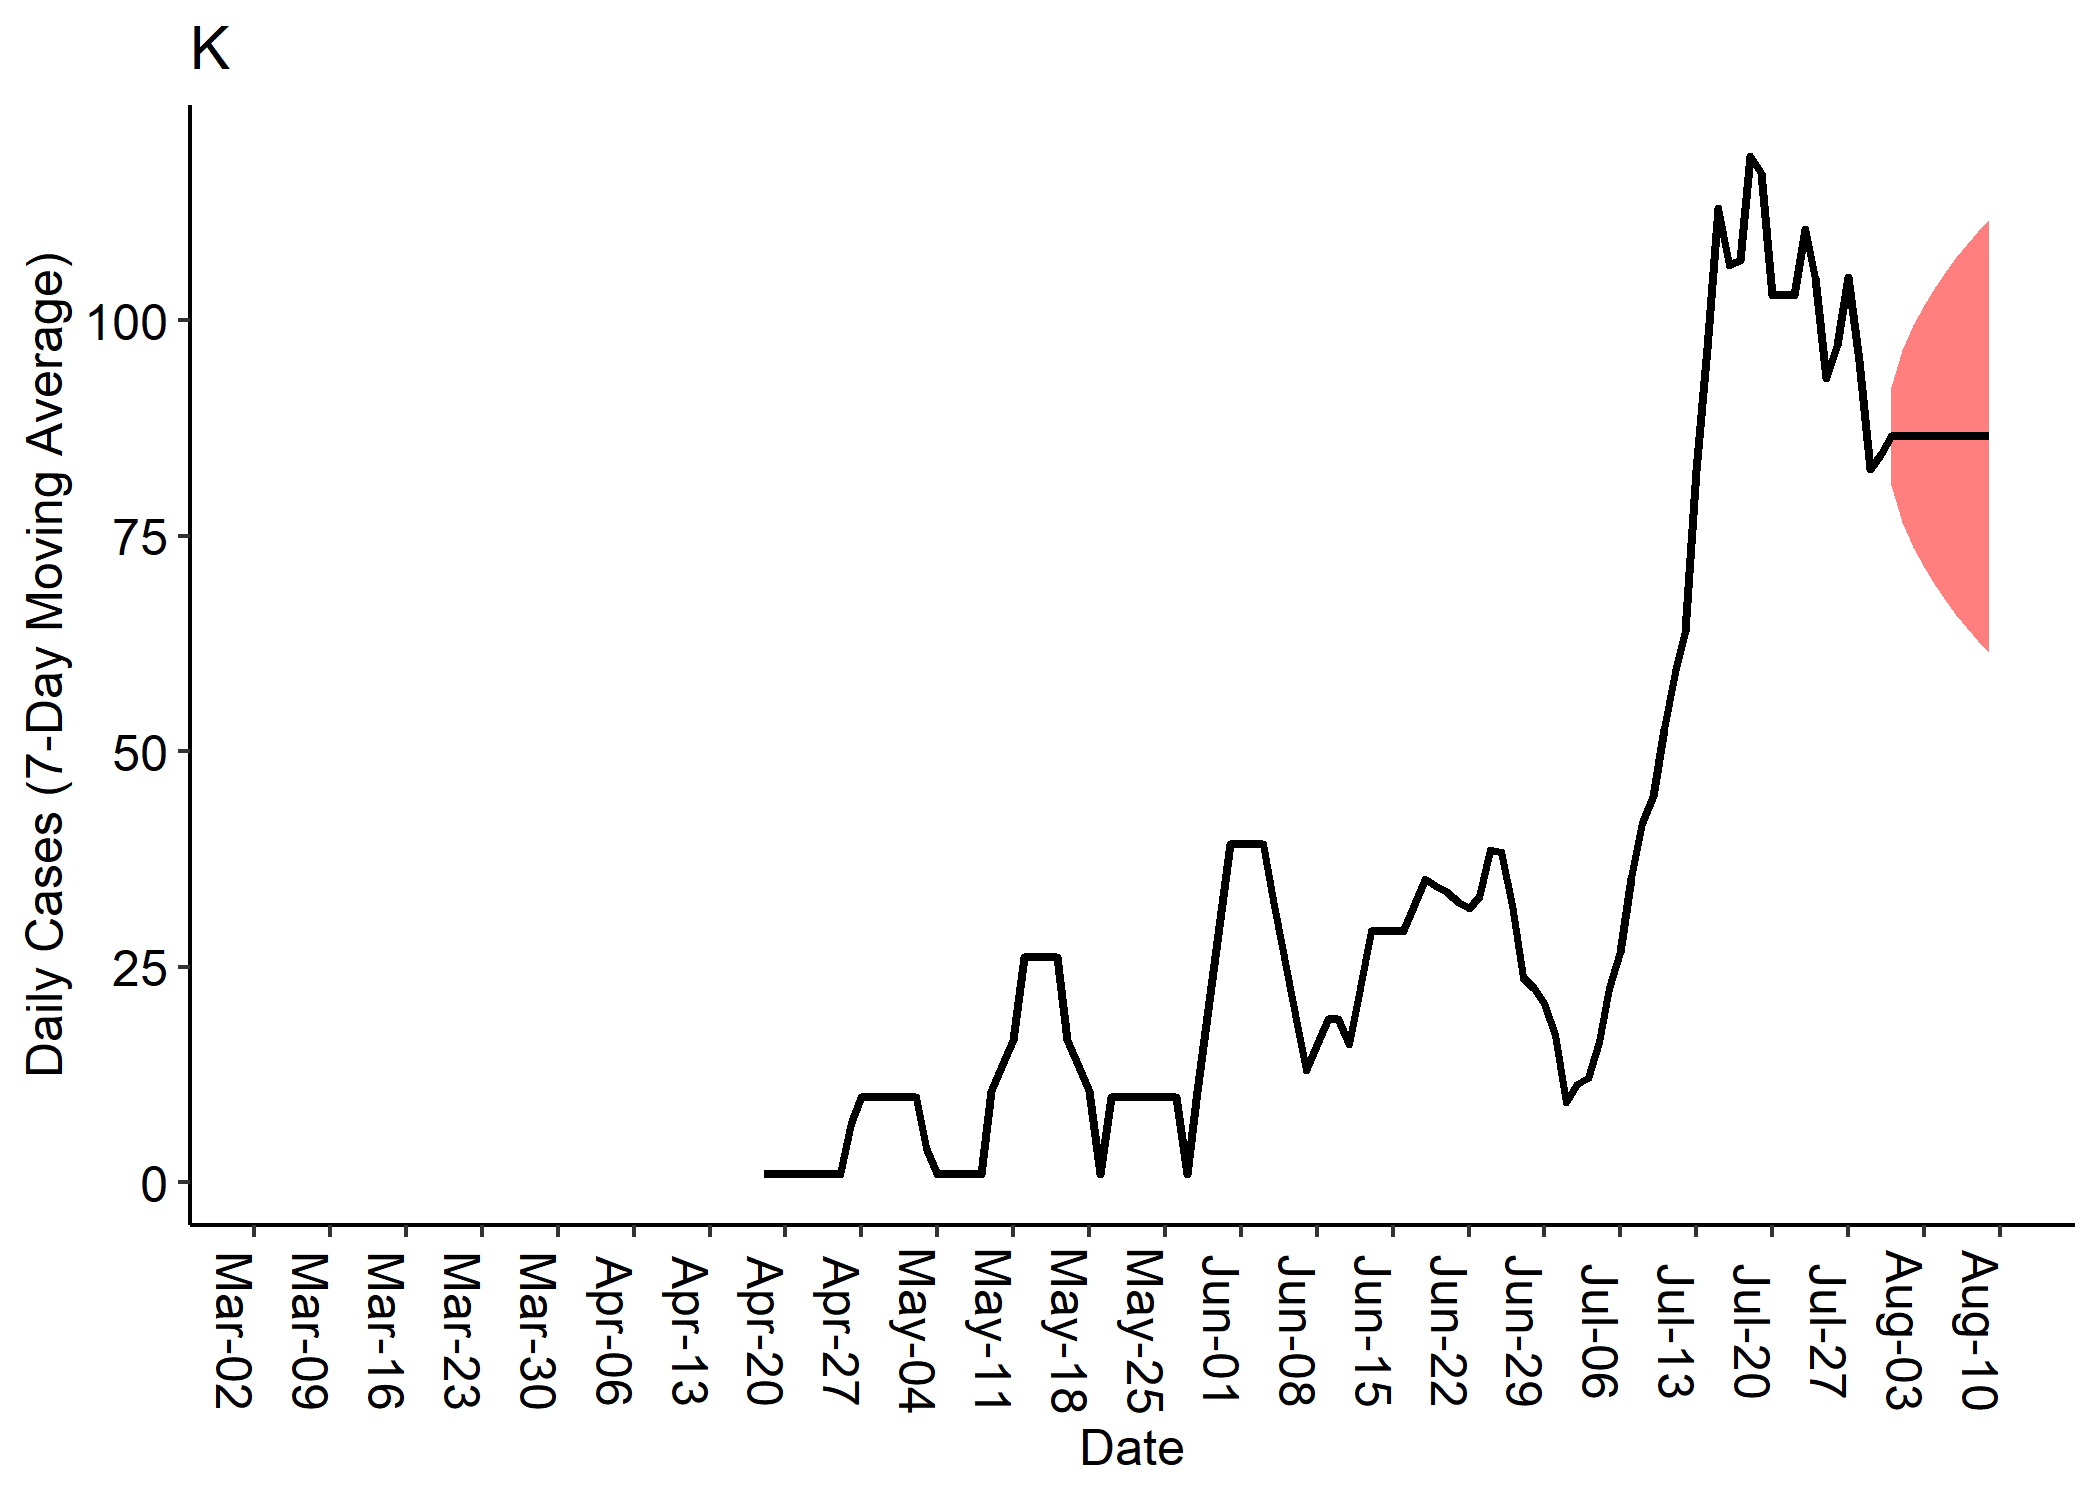 K
Daily Cases (7-Day Moving Average)
100
75
50
25
0
Mar-02
Mar-09
Mar-16
Mar-23
Mar-30
Apr-06
Apr-13
Apr-20
Apr-27
May-04
May-11
May-18
May-25
Jun-01
Jun-08
Jun-15
Jun-22
Jun-29
Jul-06
Jul-13
Jul-20
Jul-27
Aug-03
Aug-10
Date